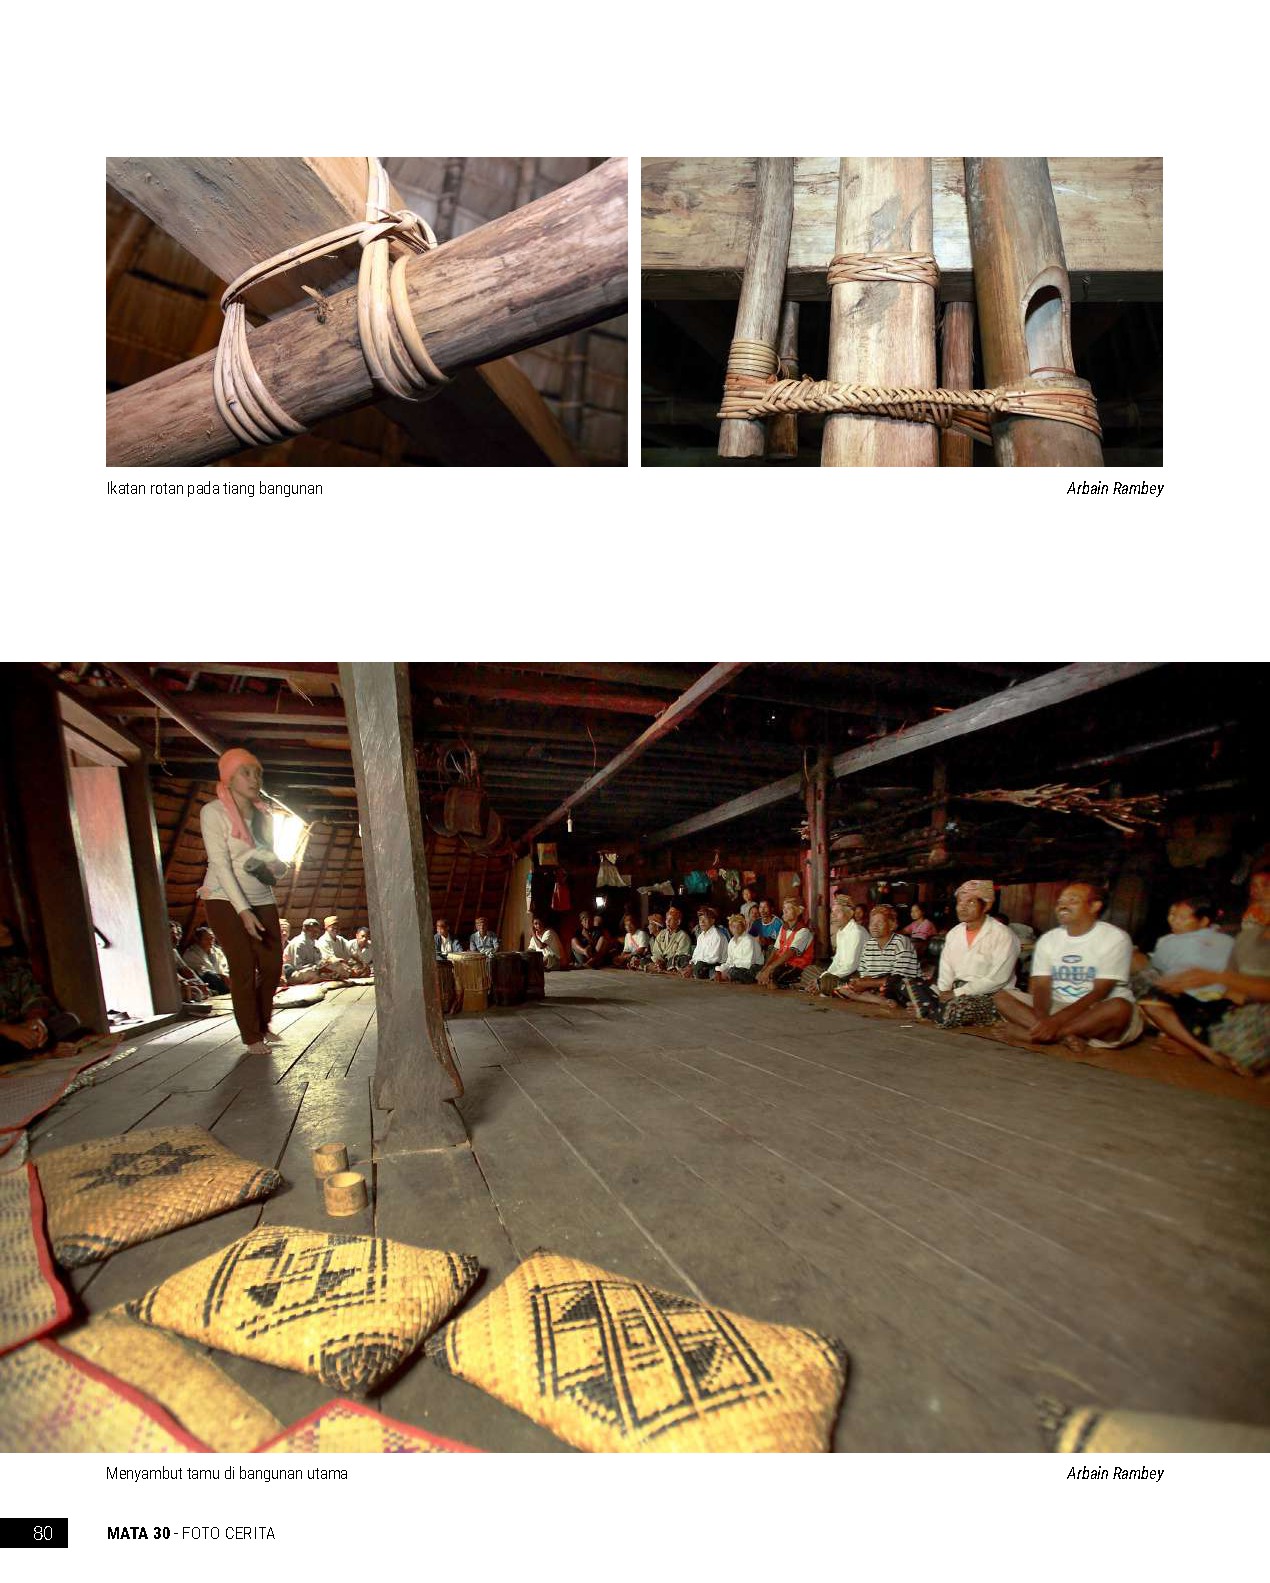 Ikatan rotan pada tiang bangunan
Arbain Rambey
AQUA
Menyambut tamu di bangunan utama
Arbain Rambey
80
MATA 30 - FOTO CERITA